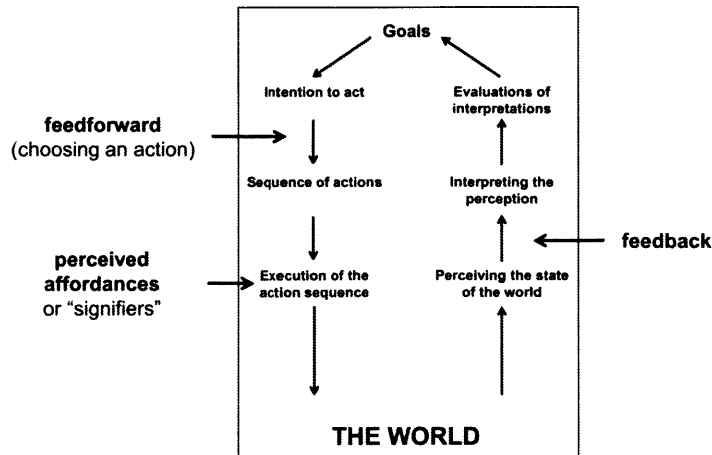 Goals
Intention to act
Evaluations of
interpretations
feedforward
(choosing an action)
Sequence of actions
Interpreting the
perception
feedback
perceived
affordances
or “signifiers”
Execution of the
action sequence
Perceiving the state
of the world
THE WORLD